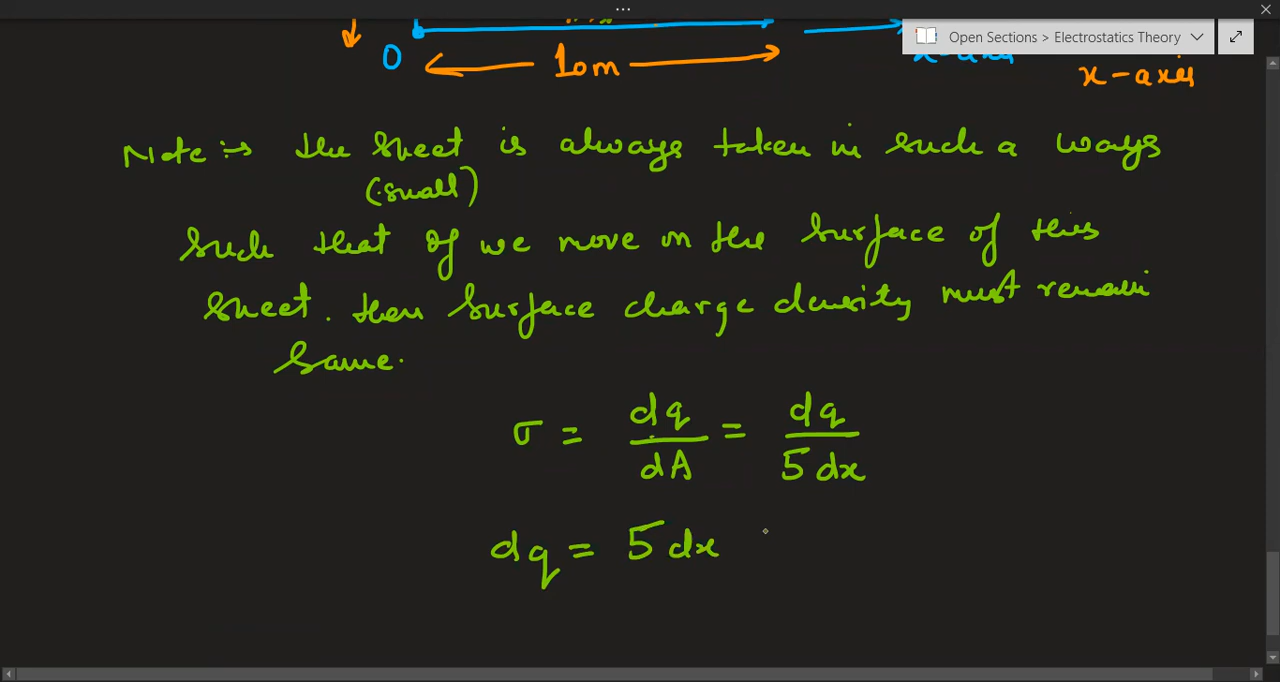 Open Sections > Electrostatics Theory
0
10m
x-axis
x-axis
Note :→ the sheet is always taken in such a ways
(small)
such that if we move on the surface of this
sheet. then surface charge density must remain
same.
σ = dq/dA = dq/5dx
dq = 5dx